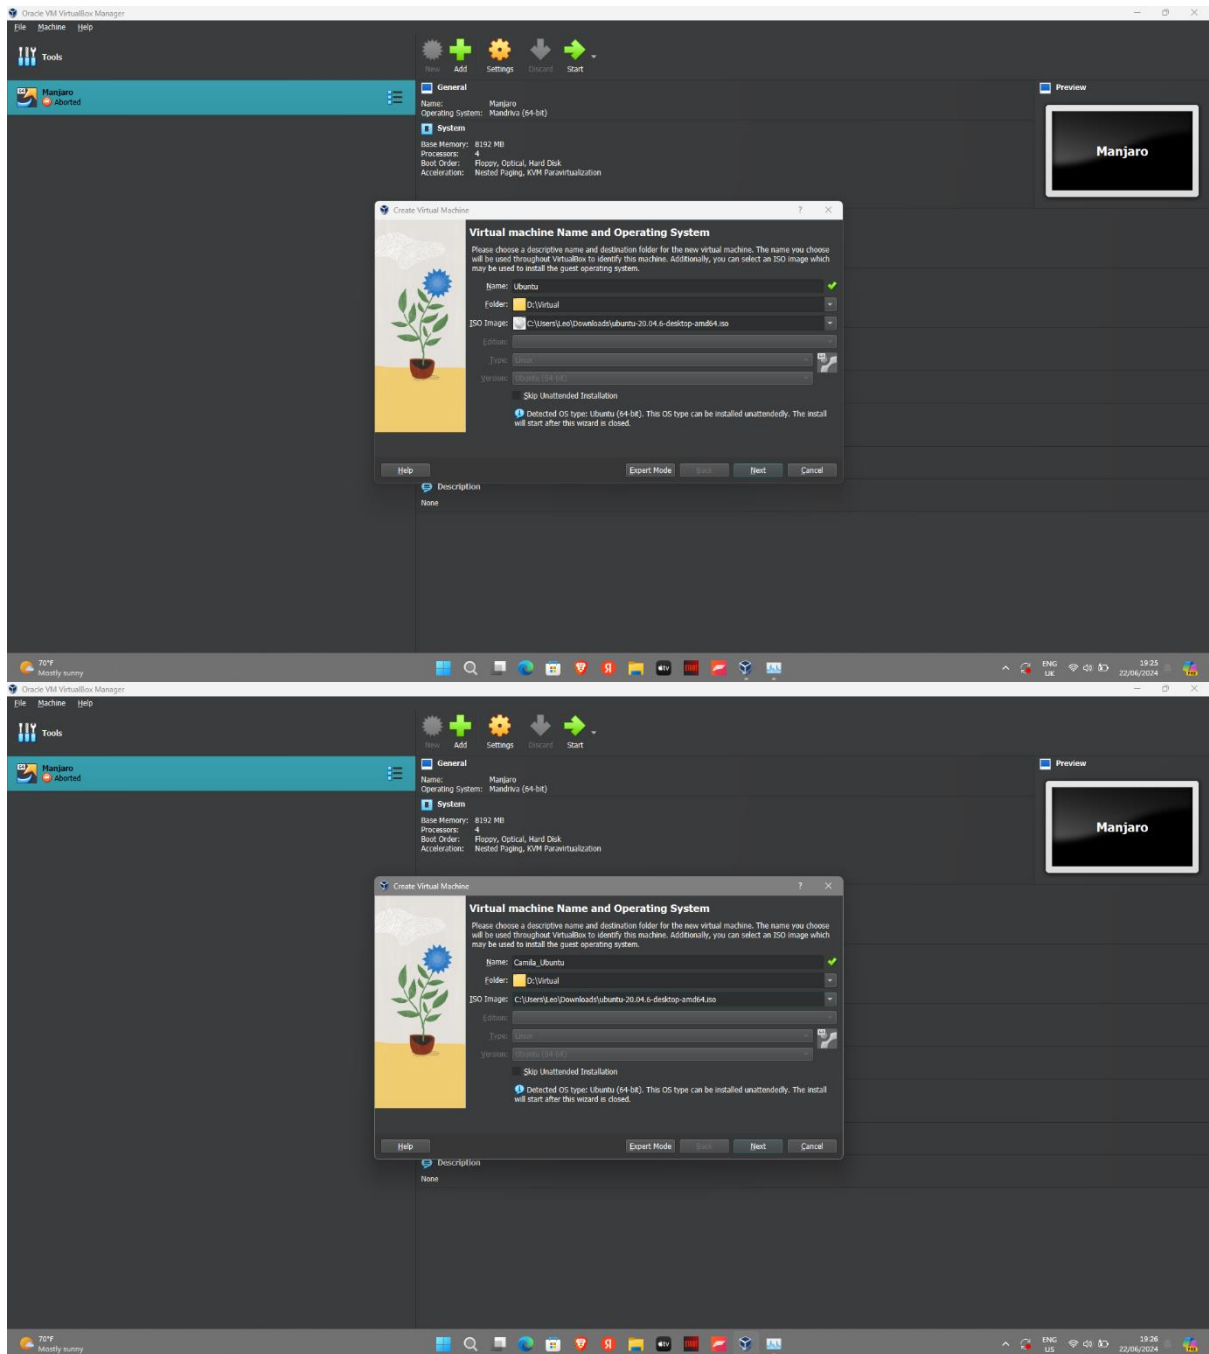 Oracle VM VirtualBox Manager
File Machine Help
Tools
New Add Settings Discard Start
Manjaro
Aborted
General
Name: Manjaro
Operating System: Mandriva (64-bit)
System
Base Memory: 8192 MB
Processors: 4
Boot Order: Floppy, Optical, Hard Disk
Acceleration: Nested Paging, KVM Paravirtualization
Preview
Manjaro
Create Virtual Machine
Virtual machine Name and Operating System
Please choose a descriptive name and destination folder for the new virtual machine. The name you choose
will be used throughout VirtualBox to identify this machine. Additionally, you can select an ISO image which
may be used to install the guest operating system.
Name: Ubuntu
Folder: D:\Virtual
ISO Image: C:\Users\Leo\Downloads\ubuntu-20.04.6-desktop-amd64.iso
Edition:
Type: Linux
Version: Ubuntu (64-bit)
Skip Unattended Installation
Detected OS type: Ubuntu (64-bit). This OS type can be installed unattendedly. The install
will start after this wizard is closed.
Help Expert Mode Back Next Cancel
Description
None
70°F
Mostly sunny
ENG
UK
19:25
22/06/2024
Oracle VM VirtualBox Manager
File Machine Help
Tools
New Add Settings Discard Start
Manjaro
Aborted
General
Name: Manjaro
Operating System: Mandriva (64-bit)
System
Base Memory: 8192 MB
Processors: 4
Boot Order: Floppy, Optical, Hard Disk
Acceleration: Nested Paging, KVM Paravirtualization
Preview
Manjaro
Create Virtual Machine
Virtual machine Name and Operating System
Please choose a descriptive name and destination folder for the new virtual machine. The name you choose
will be used throughout VirtualBox to identify this machine. Additionally, you can select an ISO image which
may be used to install the guest operating system.
Name: Camila_Ubuntu
Folder: D:\Virtual
ISO Image: C:\Users\Leo\Downloads\ubuntu-20.04.6-desktop-amd64.iso
Edition:
Type: Linux
Version: Ubuntu (64-bit)
Skip Unattended Installation
Detected OS type: Ubuntu (64-bit). This OS type can be installed unattendedly. The install
will start after this wizard is closed.
Help Expert Mode Back Next Cancel
Description
None
70°F
Mostly sunny
ENG
US
19:26
22/06/2024